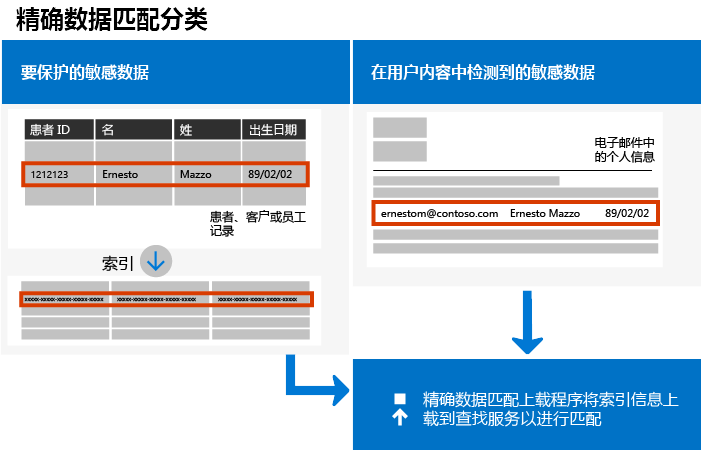 精确数据匹配分类
要保护的敏感数据
患者 ID 名 姓 出生日期
1212123 Ernesto Mazzo 89/02/02
患者、客户或员工
记录
索引
xxxxx-xxxxx-xxxxx-xxxxx-xxxxx xxxxx-xxxxx-xxxxx-xxxxx-xxxxx xxxxx-xxxxx-xxxxx-xxxxx-xxxxx
在用户内容中检测到的敏感数据
电子邮件中
的个人信息
ernestom@contoso.com Ernesto Mazzo 89/02/02
精确数据匹配上载程序将索引信息上
载到查找服务以进行匹配